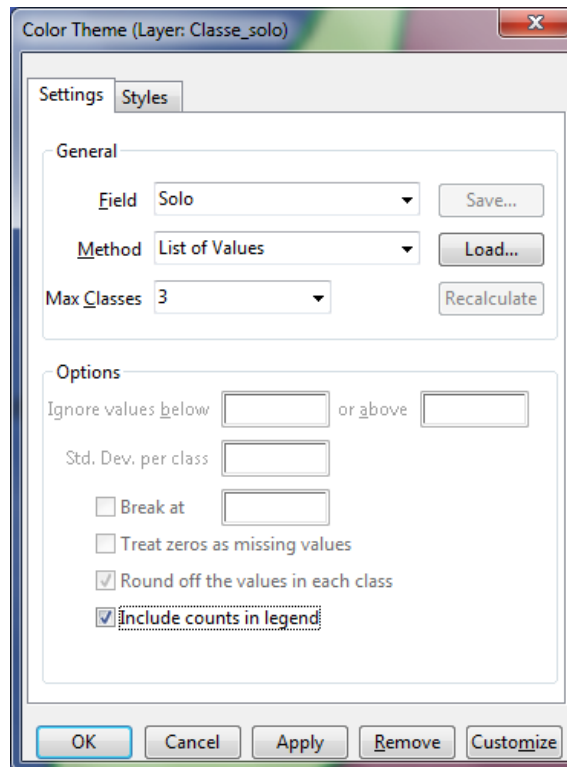 Color Theme (Layer: Classe_solo)
Settings Styles
General
Field Solo Save...
Method List of Values Load...
Max Classes 3 Recalculate
Options
Ignore values below or above
Std. Dev. per class
Break at
Treat zeros as missing values
Round off the values in each class
Include counts in legend
OK Cancel Apply Remove Customize